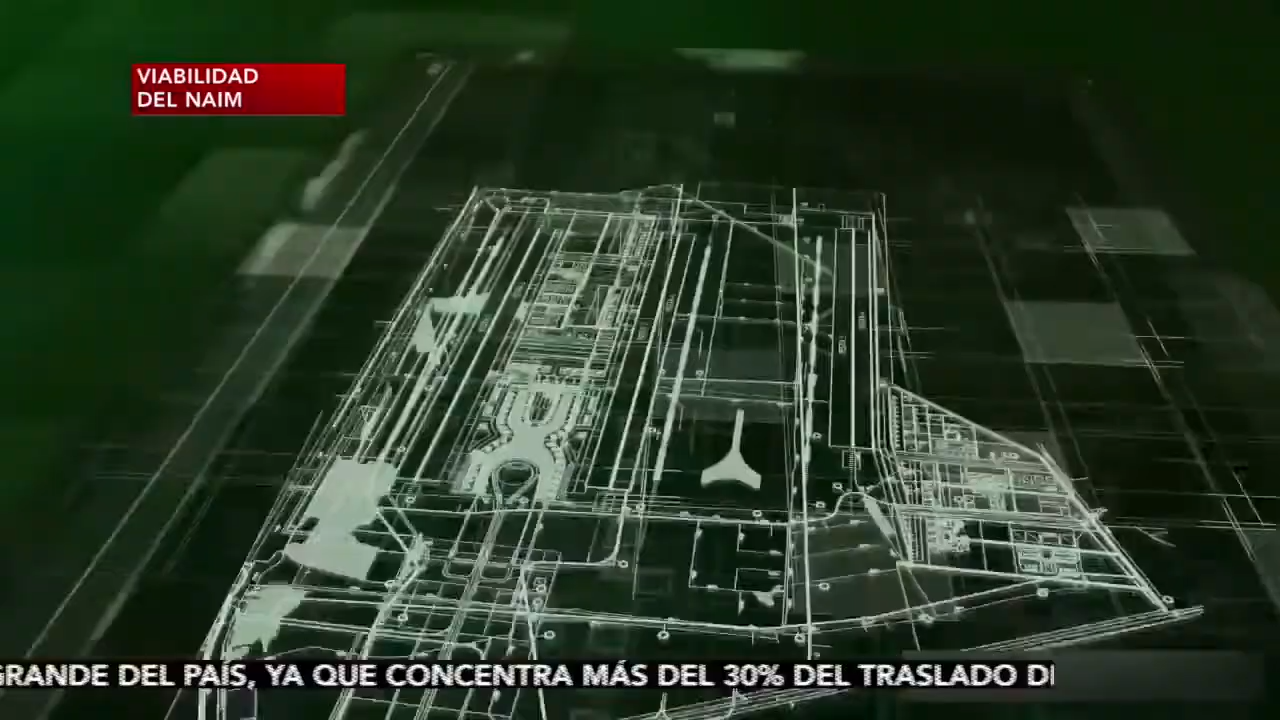 VIABILIDAD
DEL NAIM
GRANDE DEL PAÍS, YA QUE CONCENTRA MÁS DEL 30% DEL TRASLADO